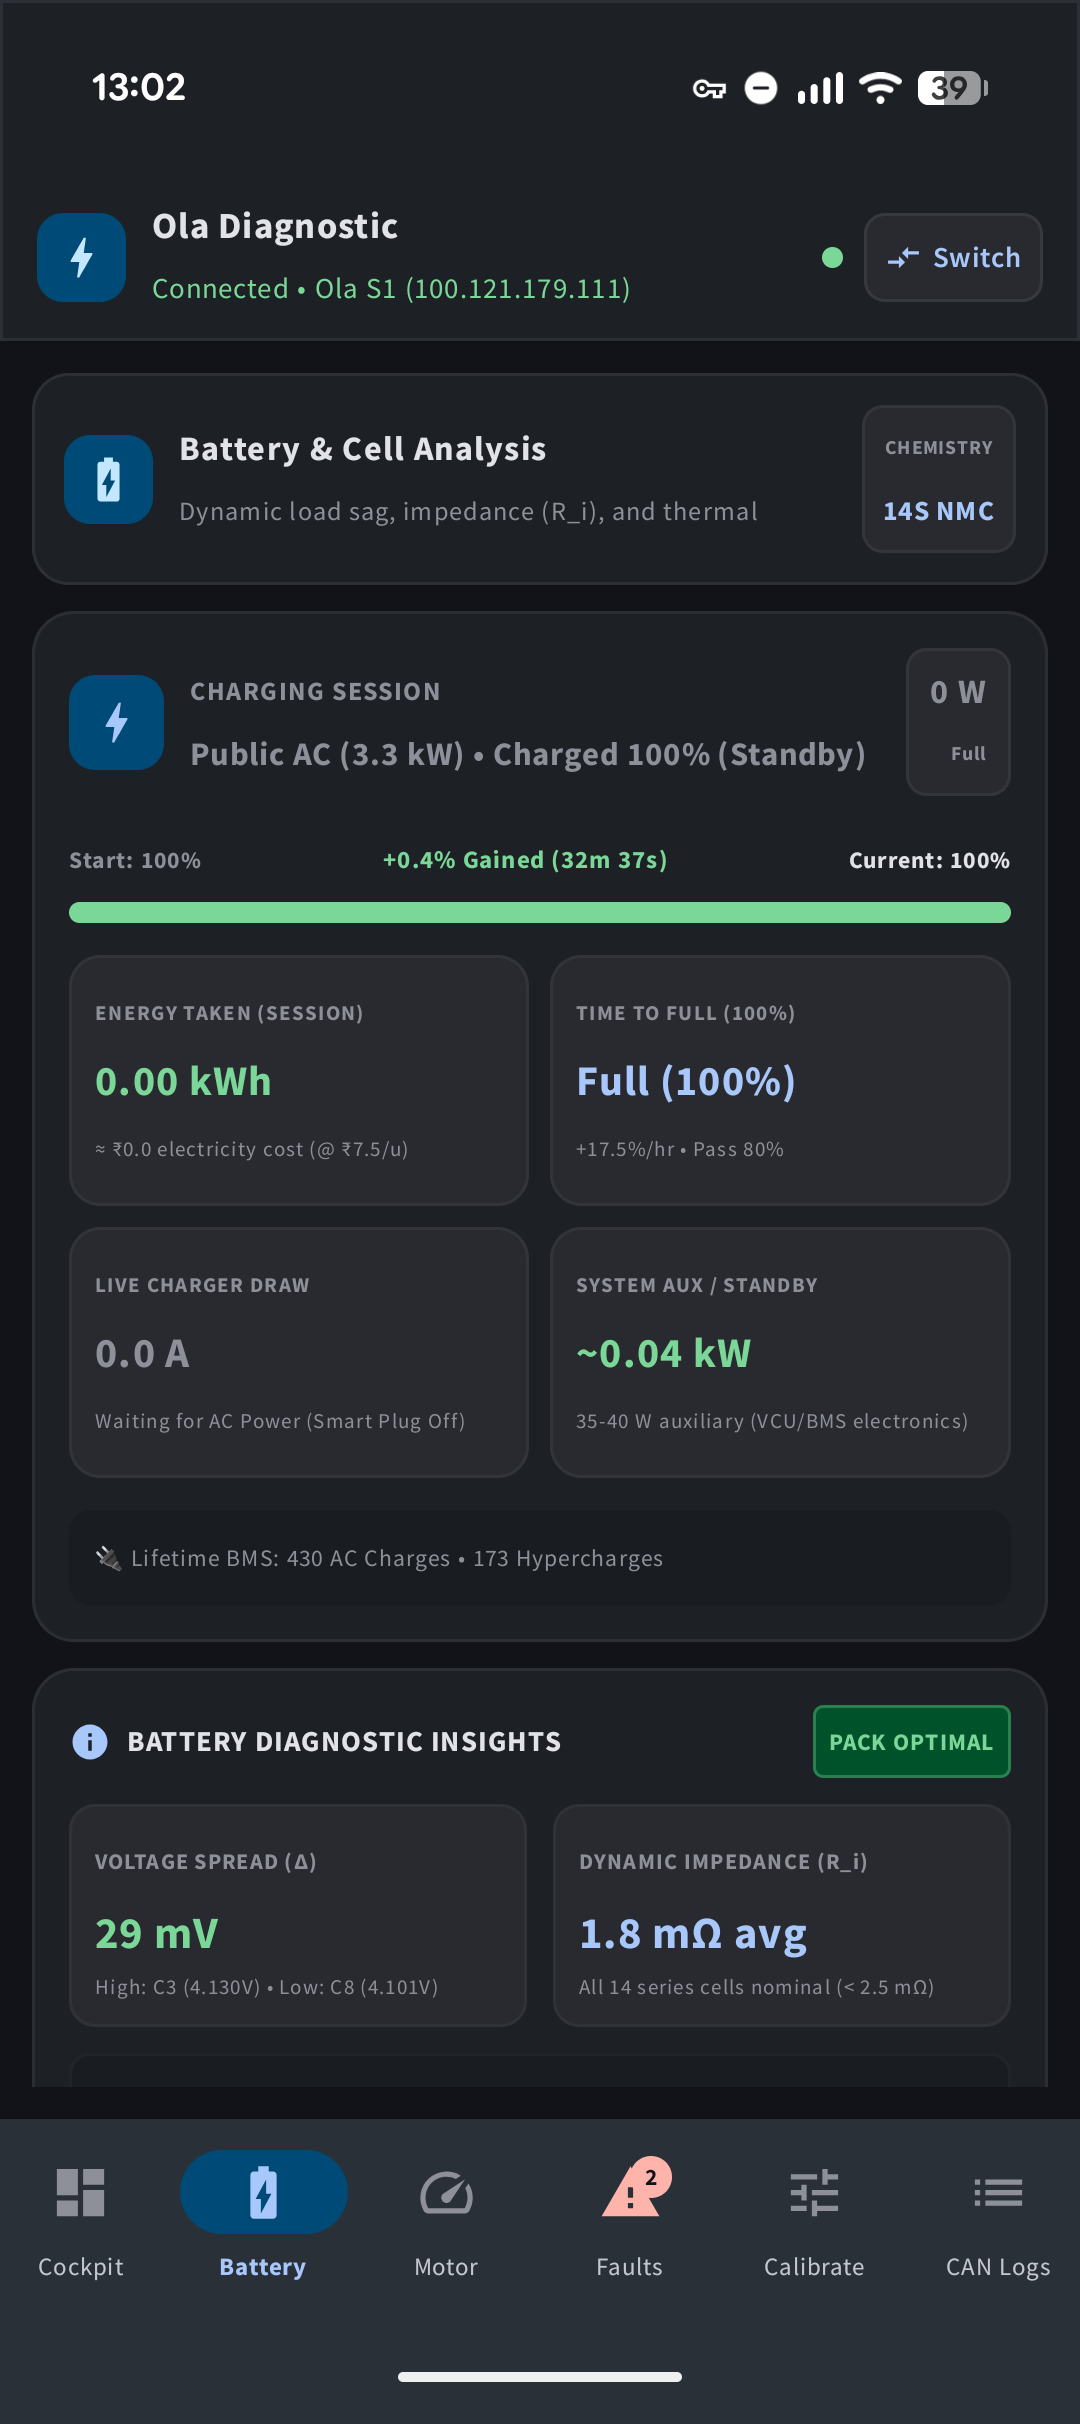 13:02
39
Ola Diagnostic
Connected • Ola S1 (100.121.179.111)
Switch
Battery & Cell Analysis
Dynamic load sag, impedance (R_i), and thermal
CHEMISTRY
14S NMC
CHARGING SESSION
Public AC (3.3 kW) • Charged 100% (Standby)
0 W
Full
Start: 100%
+0.4% Gained (32m 37s)
Current: 100%
ENERGY TAKEN (SESSION)
0.00 kWh
≈ ₹0.0 electricity cost (@ ₹7.5/u)
TIME TO FULL (100%)
Full (100%)
+17.5%/hr • Pass 80%
LIVE CHARGER DRAW
0.0 A
Waiting for AC Power (Smart Plug Off)
SYSTEM AUX / STANDBY
~0.04 kW
35-40 W auxiliary (VCU/BMS electronics)
🔌 Lifetime BMS: 430 AC Charges • 173 Hypercharges
BATTERY DIAGNOSTIC INSIGHTS
PACK OPTIMAL
VOLTAGE SPREAD (Δ)
29 mV
High: C3 (4.130V) • Low: C8 (4.101V)
DYNAMIC IMPEDANCE (R_i)
1.8 mΩ avg
All 14 series cells nominal (< 2.5 mΩ)
2
Cockpit
Battery
Motor
Faults
Calibrate
CAN Logs